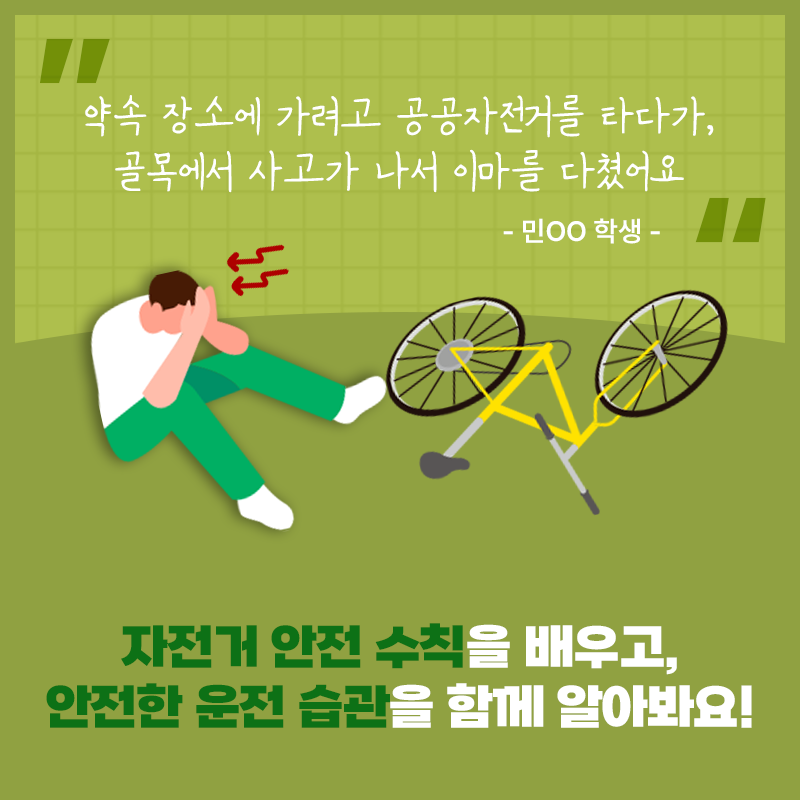 약속 장소에 가려고 공공자전거를 타다가,
골목에서 사고가 나서 이마를 다쳤어요
- 민OO 학생 -
자전거 안전 수칙을 배우고,
안전한 운전 습관을 함께 알아봐요!